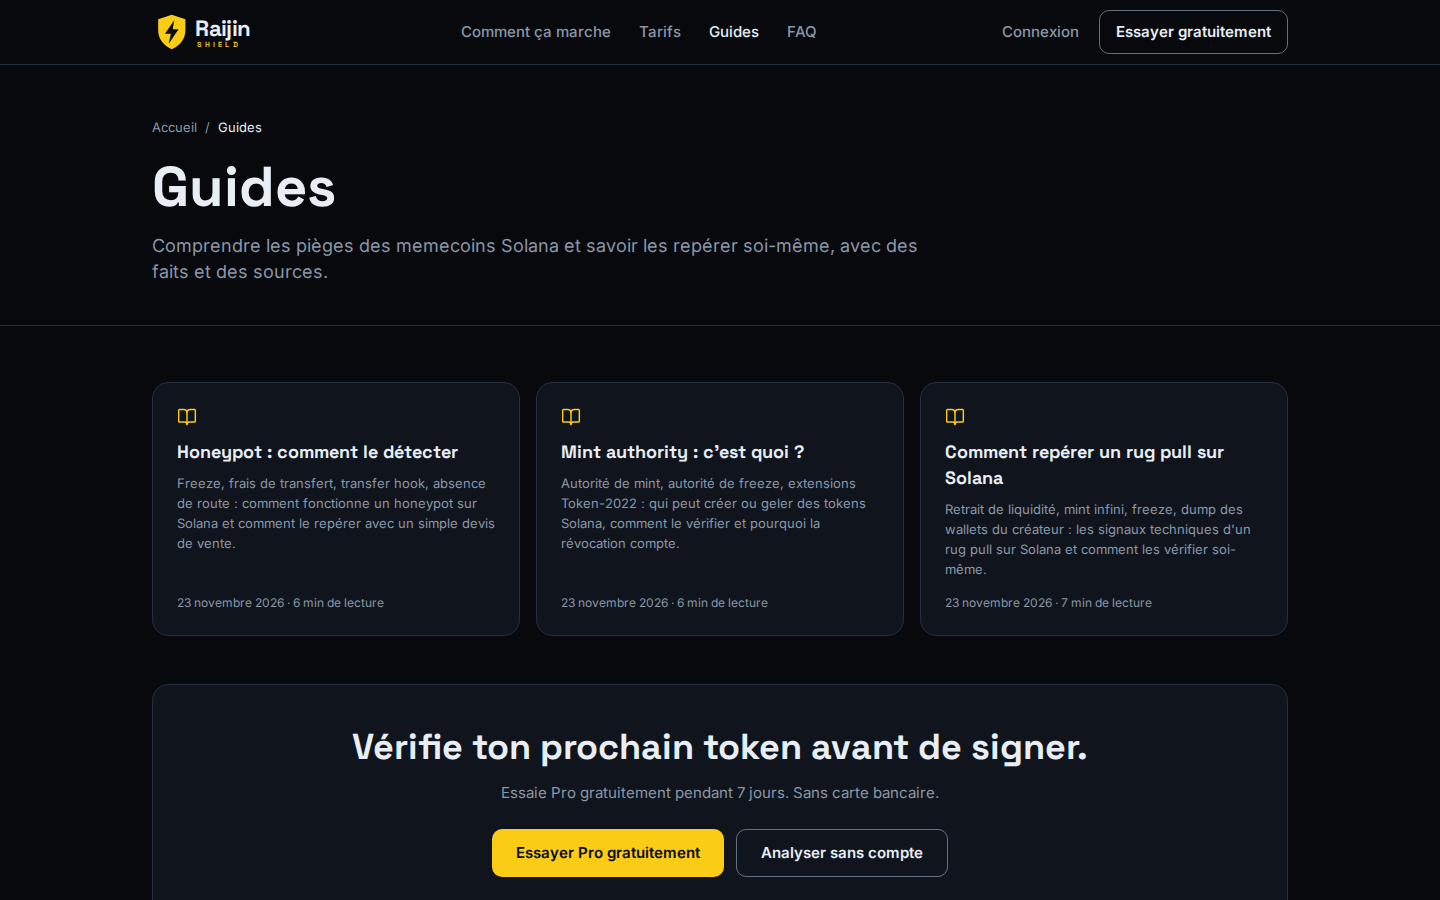 Raijin
SHIELD
Comment ça marche
Tarifs
Guides
FAQ
Connexion
Essayer gratuitement
Accueil / Guides
Guides
Comprendre les pièges des memecoins Solana et savoir les repérer soi-même, avec des
faits et des sources.
Honeypot : comment le détecter
Freeze, frais de transfert, transfer hook, absence
de route : comment fonctionne un honeypot sur
Solana et comment le repérer avec un simple devis
de vente.
23 novembre 2026 · 6 min de lecture
Mint authority : c’est quoi ?
Autorité de mint, autorité de freeze, extensions
Token-2022 : qui peut créer ou geler des tokens
Solana, comment le vérifier et pourquoi la
révocation compte.
23 novembre 2026 · 6 min de lecture
Comment repérer un rug pull sur
Solana
Retrait de liquidité, mint infini, freeze, dump des
wallets du créateur : les signaux techniques d'un
rug pull sur Solana et comment les vérifier soi-
même.
23 novembre 2026 · 7 min de lecture
Vérifie ton prochain token avant de signer.
Essaie Pro gratuitement pendant 7 jours. Sans carte bancaire.
Essayer Pro gratuitement
Analyser sans compte